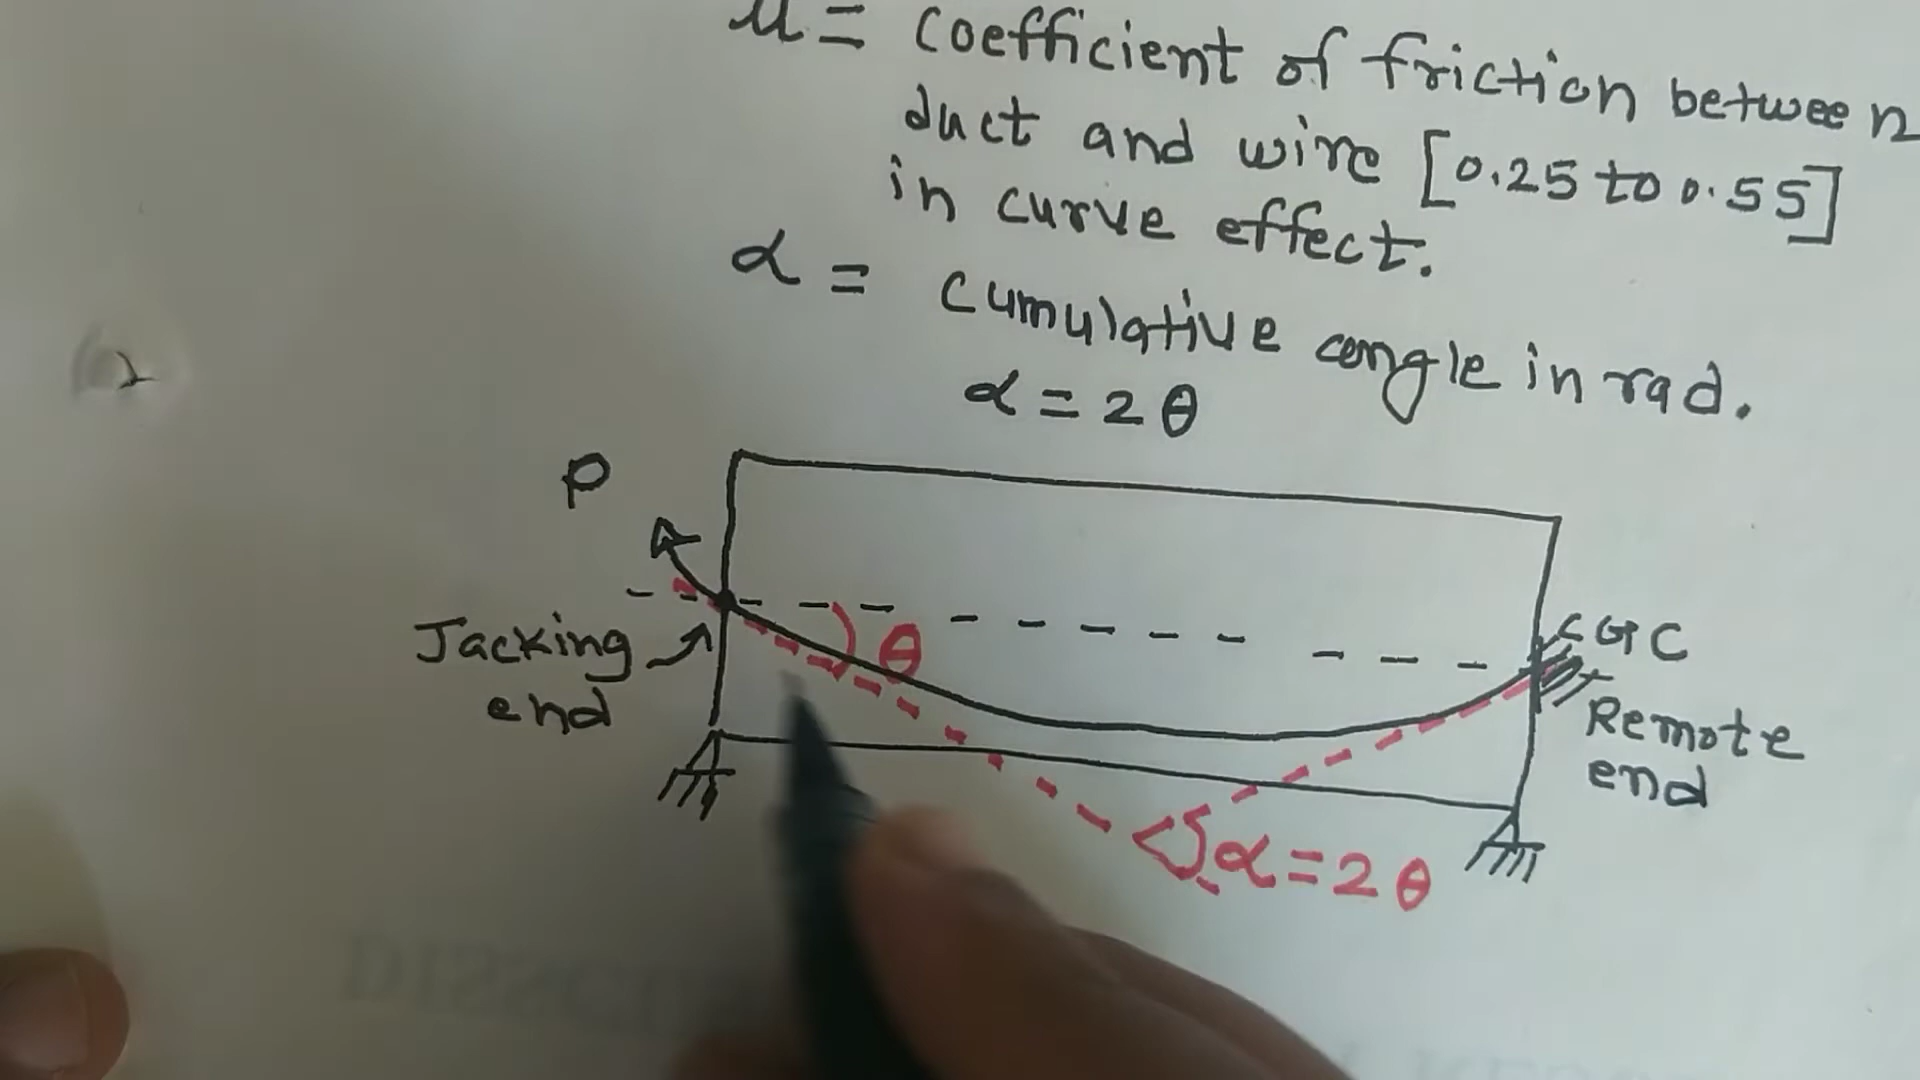 μ = coefficient of friction between
duct and wire [0.25 to 0.55]
in curve effect.
α = cumulative angle in rad.
α = 2θ
P
Jacking
end
θ
CGC
Remote
end
α = 2θ